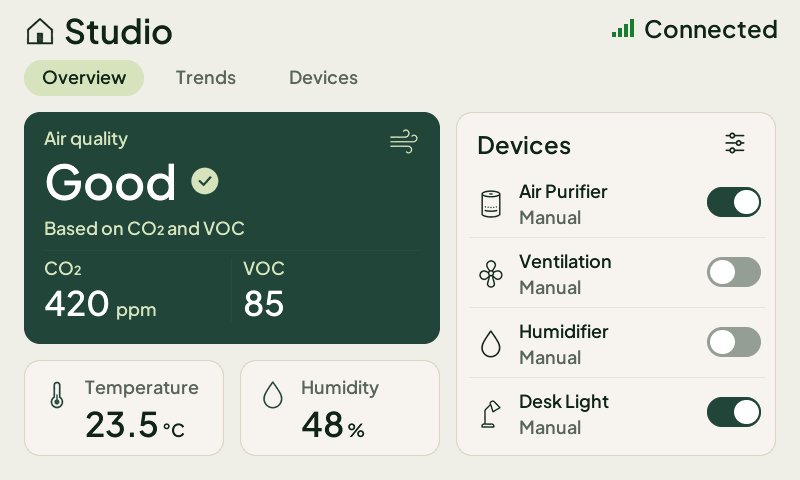 Studio
Connected
Overview
Trends
Devices
Air quality
Good
Based on CO₂ and VOC
CO₂
VOC
420 ppm
85
Temperature
23.5 °C
Humidity
48 %
Devices
Air Purifier
Manual
Ventilation
Manual
Humidifier
Manual
Desk Light
Manual